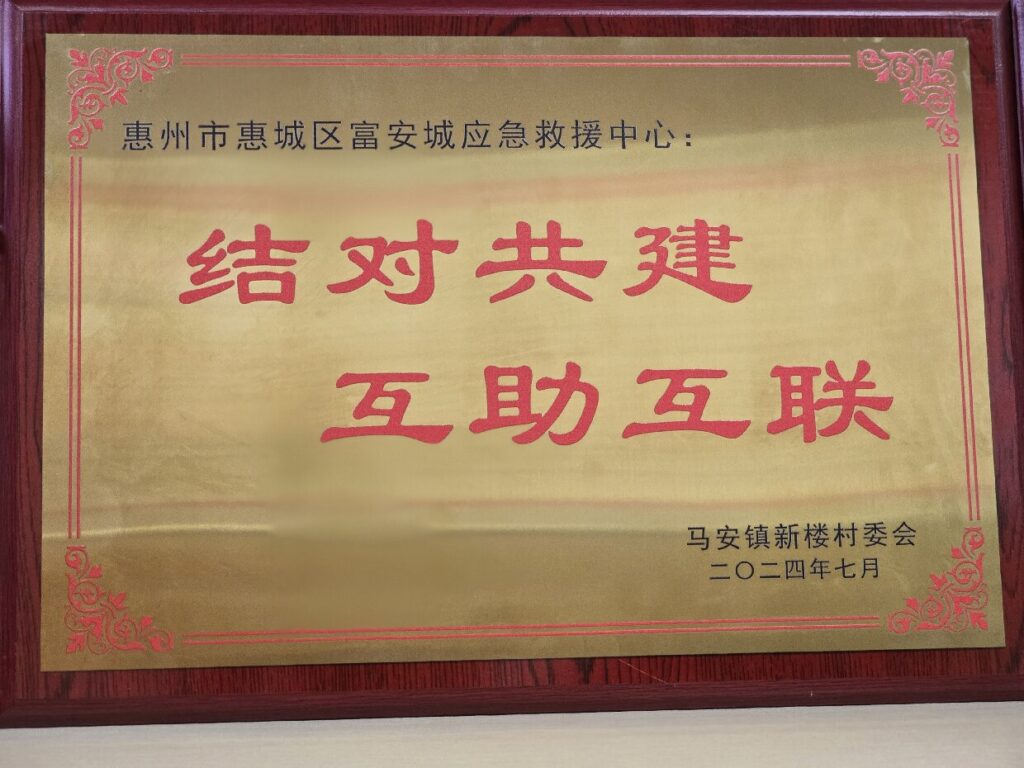 惠州市惠城区富安城应急救援中心：
结对共建
互助互联
马安镇新楼村委会
二〇二四年七月